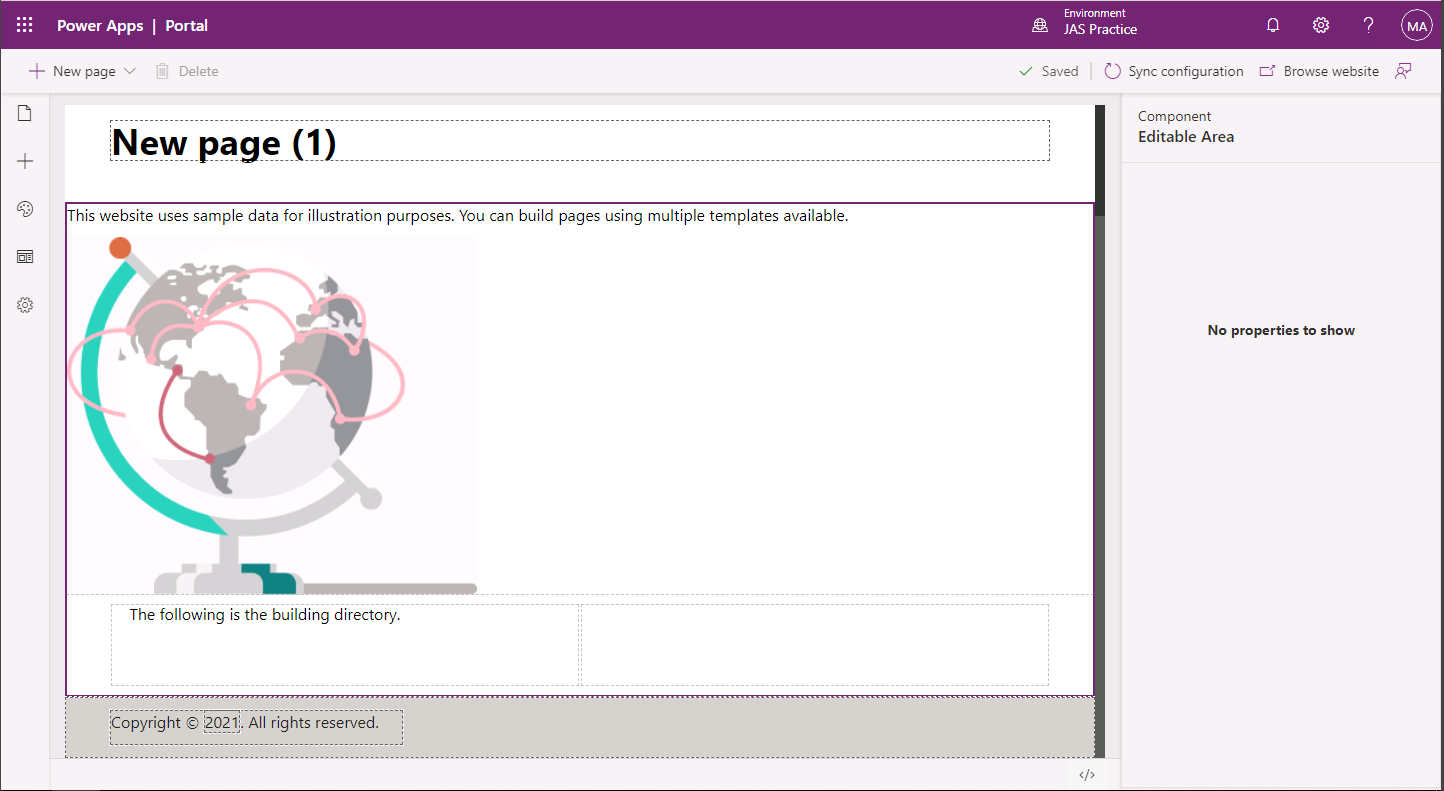 Power Apps | Portal
Environment
JAS Practice
?
MA
New page
Delete
Saved
Sync configuration
Browse website
New page (1)
This website uses sample data for illustration purposes. You can build pages using multiple templates available.
The following is the building directory.
Copyright © 2021. All rights reserved.
</>
Component
Editable Area
No properties to show